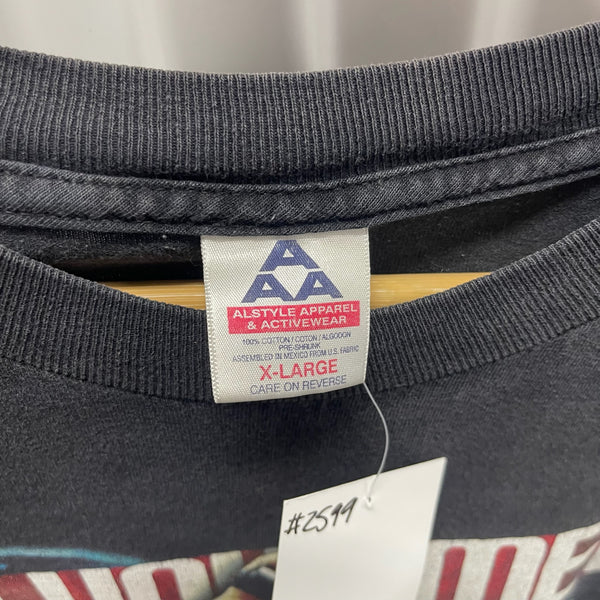 A
A A
ALSTYLE APPAREL
& ACTIVEWEAR
100% COTTON / COTON / ALGODON
PRE-SHRUNK
ASSEMBLED IN MEXICO FROM U.S. FABRIC
X-LARGE
CARE ON REVERSE
#2599